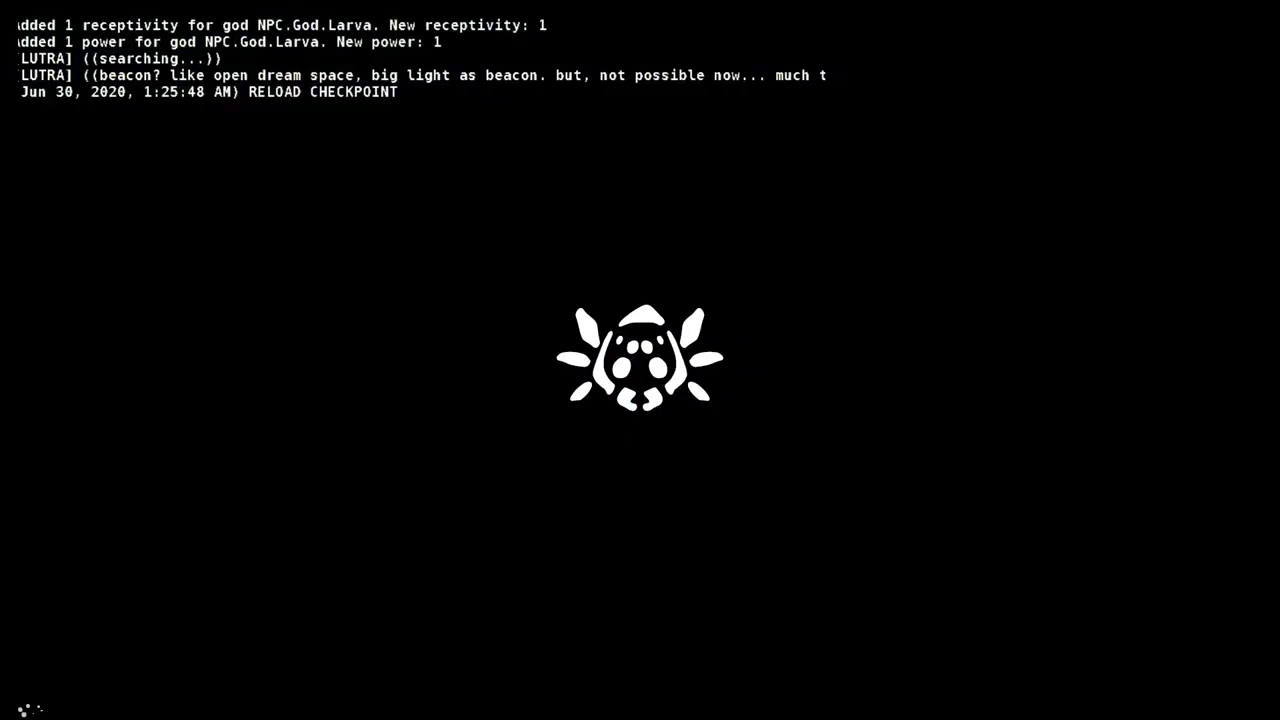 Added 1 receptivity for god NPC.God.Larva. New receptivity: 1
Added 1 power for god NPC.God.Larva. New power: 1
LUTRA] ((searching...))
LUTRA] ((beacon? like open dream space, big light as beacon. but, not possible now... much t
Jun 30, 2020, 1:25:48 AM) RELOAD CHECKPOINT